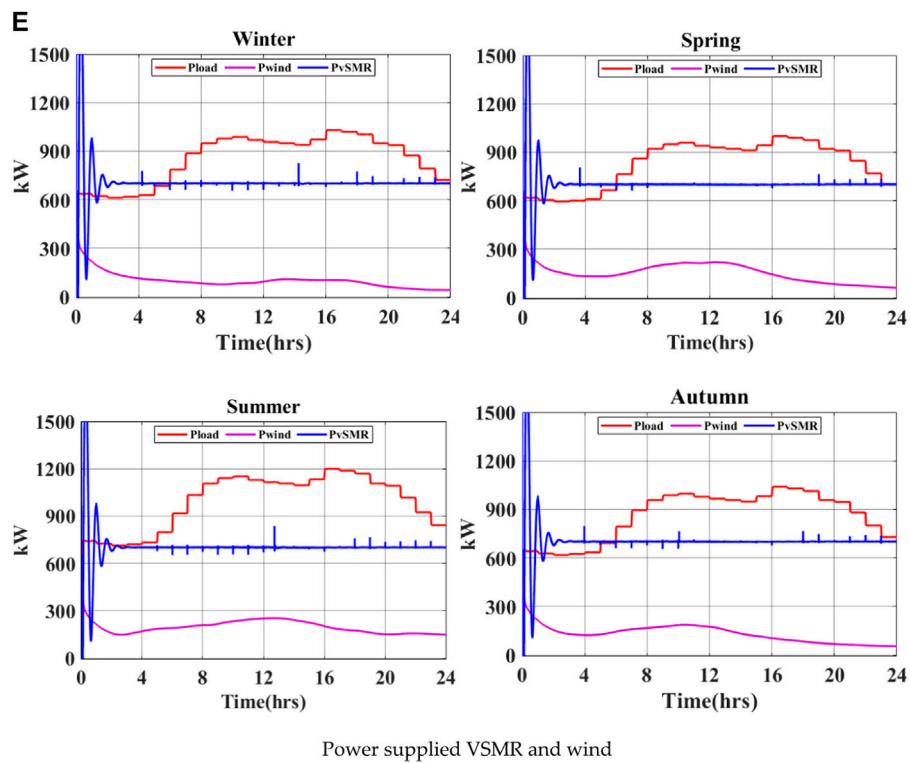 E
Winter
Pload Pwind PvSMR
kW
1500
1200
900
600
300
0
0 4 8 12 16 20 24
Time(hrs)
Spring
Pload Pwind PvSMR
kW
1500
1200
900
600
300
0
0 4 8 12 16 20 24
Time(hrs)
Summer
Pload Pwind PvSMR
kW
1500
1200
900
600
300
0
0 4 8 12 16 20 24
Time(hrs)
Autumn
Pload Pwind PvSMR
kW
1500
1200
900
600
300
0
0 4 8 12 16 20 24
Time(hrs)
Power supplied VSMR and wind